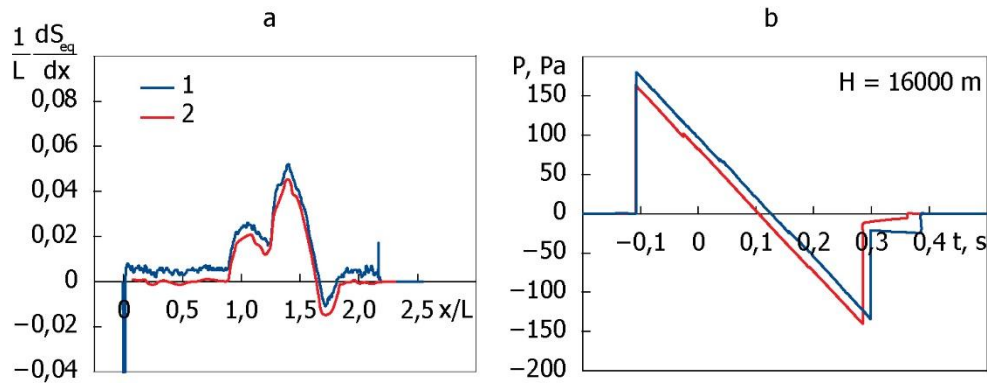 a
1 dS_eq
L dx
0,08
0,06
0,04
0,02
0
−0,02
−0,04
1
2
0 0,5 1,0 1,5 2,0 2,5 x/L
b
P, Pa
H = 16000 m
150
100
50
0
−50
−100
−150
−200
−0,1 0 0,1 0,2 0,3 0,4 t, s